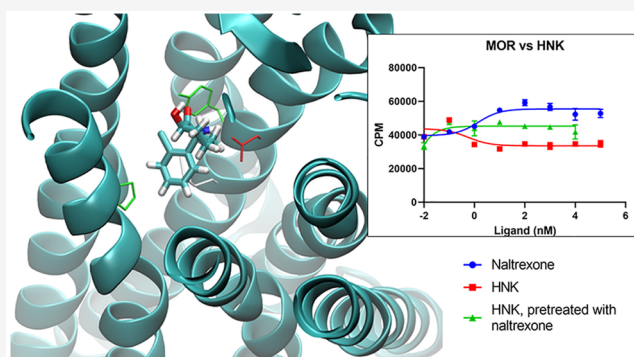 MOR vs HNK
80000
60000
40000
20000
0
CPM
-2
0
2
4
6
Ligand (nM)
Naltrexone
HNK
HNK, pretreated with
naltrexone